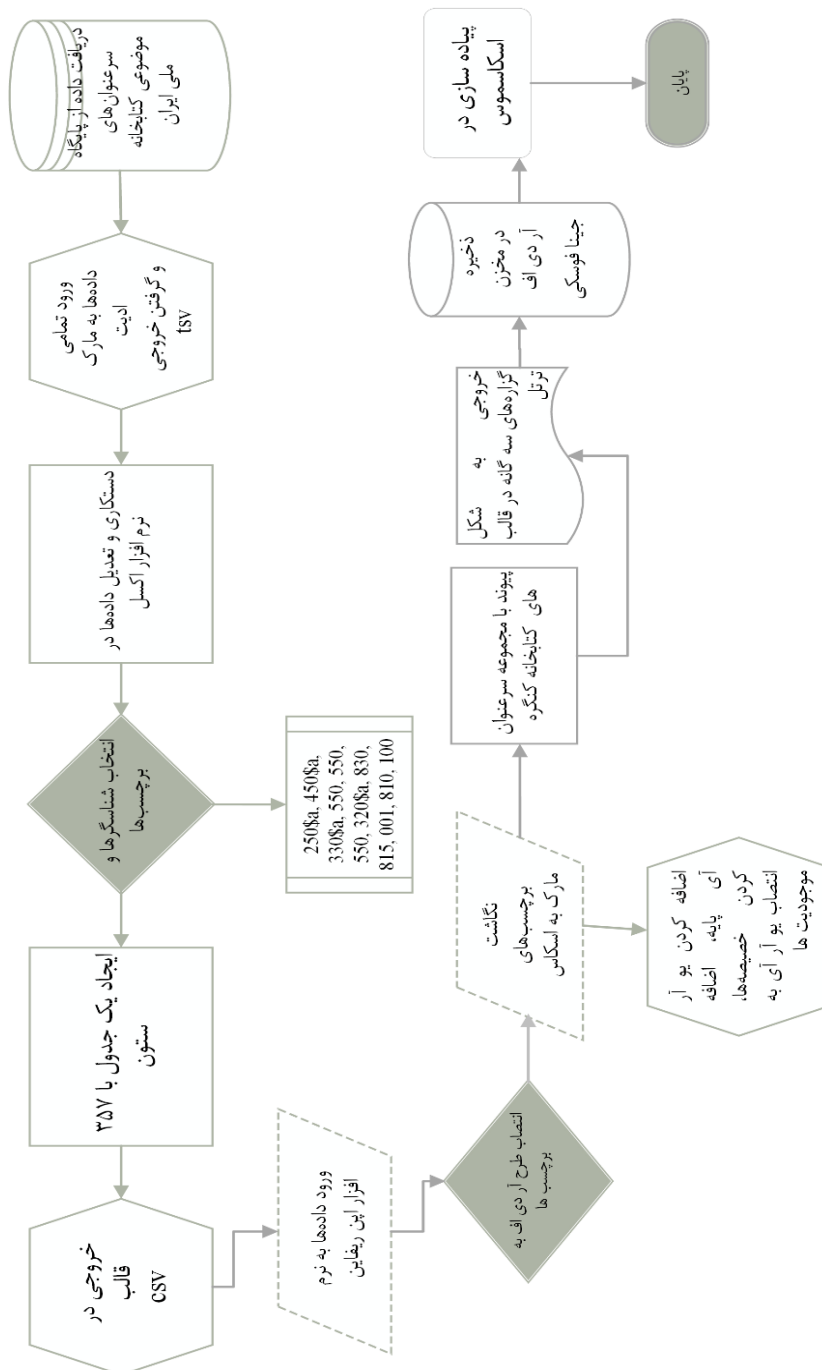 دریافت داده از پایگاه
سرعنوان‌های
موضوعی کتابخانه
ملی ایران
ورود تمامی
داده‌ها به مارک
ادیت
و گرفتن خروجی
tsv
دستکاری و تعدیل داده‌ها در
نرم افزار اکسل
انتخاب شناسگرها و
برچسب‌ها
250$a, 450$a,
330$a, 550, 550,
550, 320$a, 830,
815, 001, 810, 100
ایجاد یک جدول با ۳۵۷
ستون
خروجی در
قالب
csv
ورود داده‌ها به نرم
افزار اپن ریفاین
انتصاب طرح آر دی اف به
برچسب ها
نگاشت
برچسب‌های
مارک به اسکاس
اضافه کردن یو آر
آی پایه، اضافه
کردن خصیصه‌ها،
انتصاب یو آر آی به
موجودیت ها
پیوند با مجموعه سرعنوان
های کتابخانه کنگره
خروجی به
شکل
گزاره‌های سه گانه در قالب
ترتل
ذخیره
در مخزن
آر دی اف
جینا فوسکی
پیاده سازی در
اسکاسموس
پایان